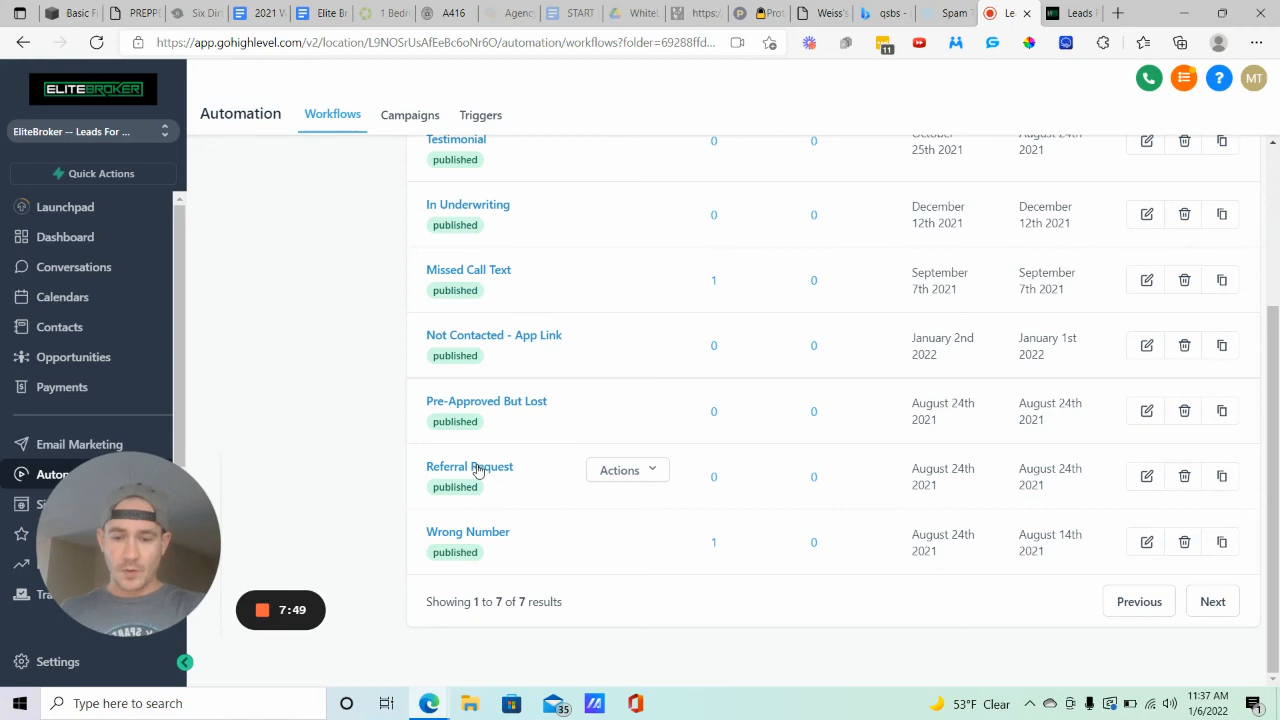 PREP
Six Di
2021 
Elite B
1 Bedr
A416
Agenc
START
White
https:/
Prot
Weiss
qsbs -
Spam
Le
Leads
https://app.gohighlevel.com/v2/location/L9NOSrUsAfEeBc6oNr6O/automation/workflows?folder=69288ffd...
11
ELITEBROKER
EliteBroker -- Leads For ...
Quick Actions
Launchpad
Dashboard
Conversations
Calendars
Contacts
Opportunities
Payments
Email Marketing
Auto
Si
Tra
Settings
Automation Workflows Campaigns Triggers
MT
Testimonial
published
0 0
October
25th 2021
August 24th
2021
In Underwriting
published
0 0
December
12th 2021
December
12th 2021
Missed Call Text
published
1 0
September
7th 2021
September
7th 2021
Not Contacted - App Link
published
0 0
January 2nd
2022
January 1st
2022
Pre-Approved But Lost
published
0 0
August 24th
2021
August 24th
2021
Referral Request
published
Actions
0 0
August 24th
2021
August 24th
2021
Wrong Number
published
1 0
August 24th
2021
August 14th
2021
Showing 1 to 7 of 7 results
Previous
Next
7:49
Type here to search
35
53°F Clear
11:37 AM
1/6/2022
1